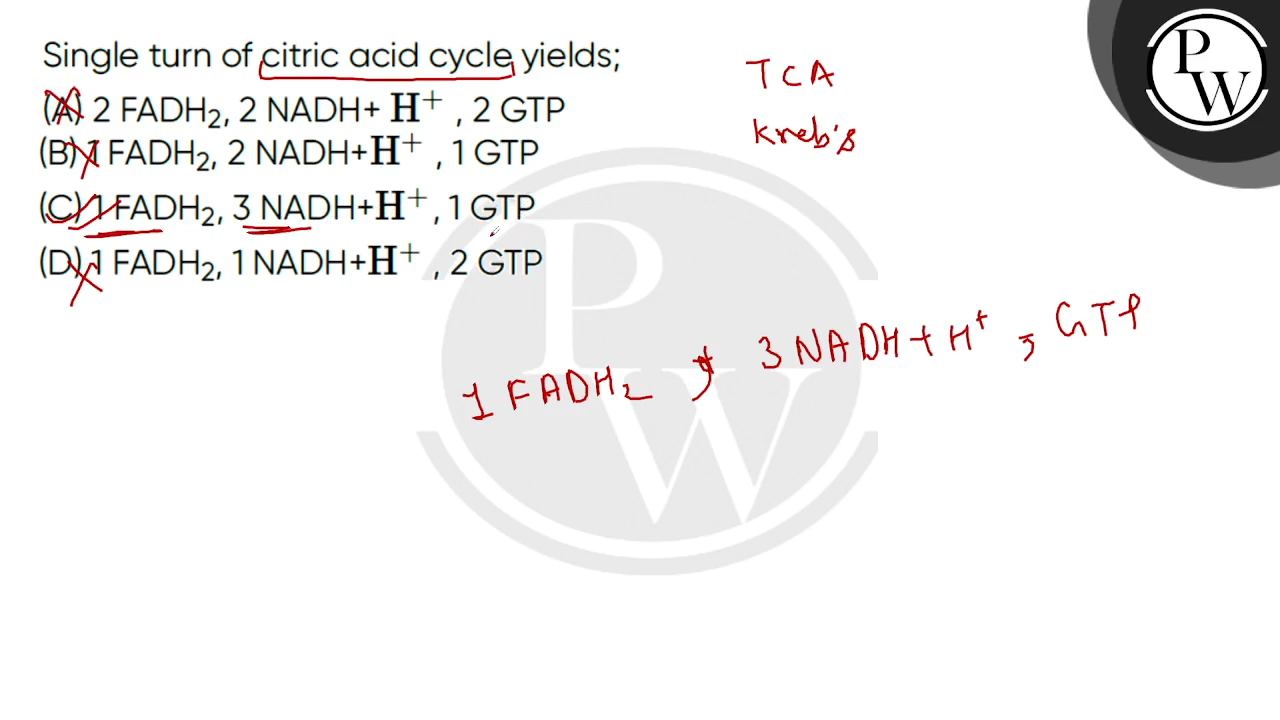 Single turn of citric acid cycle yields;
(A) 2 FADH₂, 2 NADH+ H⁺ , 2 GTP
(B) 1 FADH₂, 2 NADH+H⁺ , 1 GTP
(C) 1 FADH₂, 3 NADH+H⁺ , 1 GTP
(D) 1 FADH₂, 1 NADH+H⁺ , 2 GTP
TCA
Kreb's
1 FADH₂ , 3 NADH+H⁺ , GTP
P
W
P
W